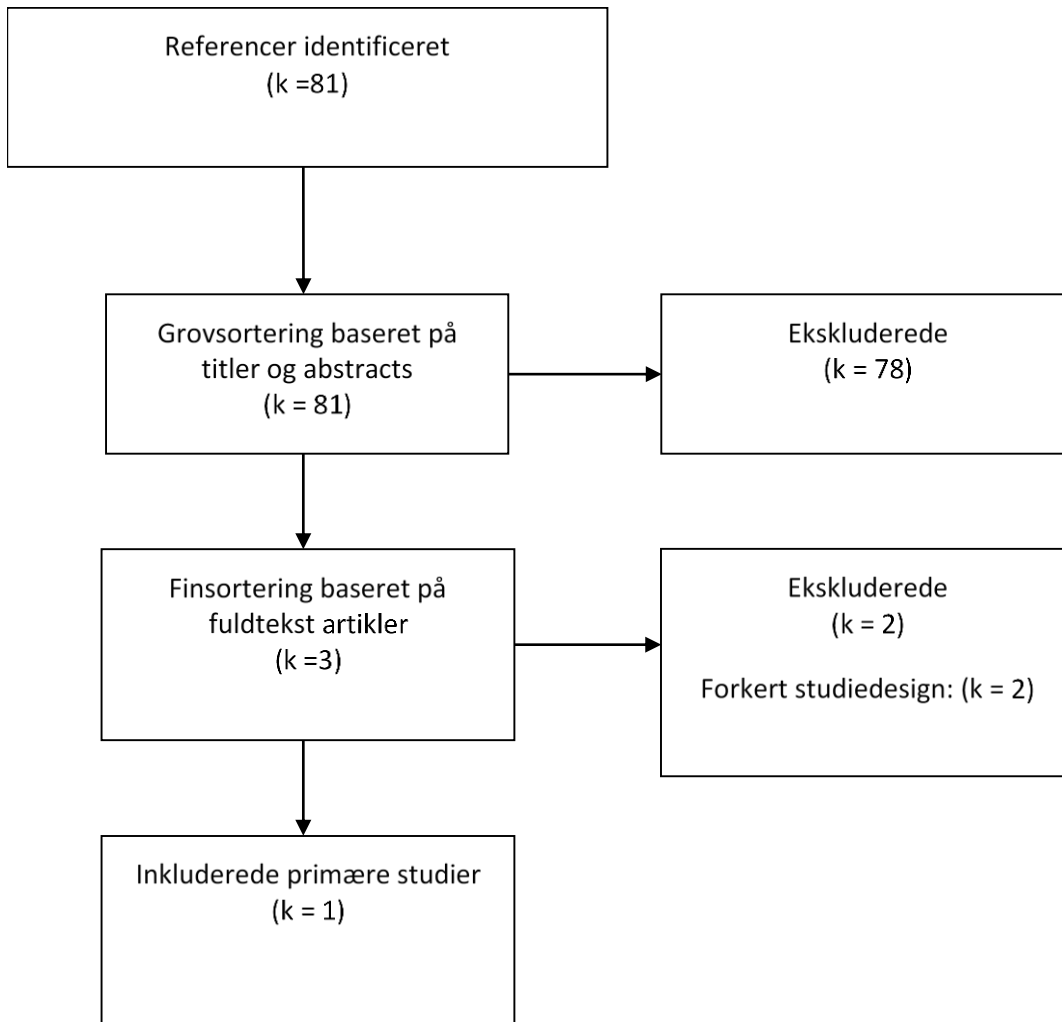 Referencer identificeret
(k =81)
Grovsortering baseret på
titler og abstracts
(k = 81)
Ekskluderede
(k = 78)
Finsortering baseret på
fuldtekst artikler
(k =3)
Ekskluderede
(k = 2)
Forkert studiedesign: (k = 2)
Inkluderede primære studier
(k = 1)